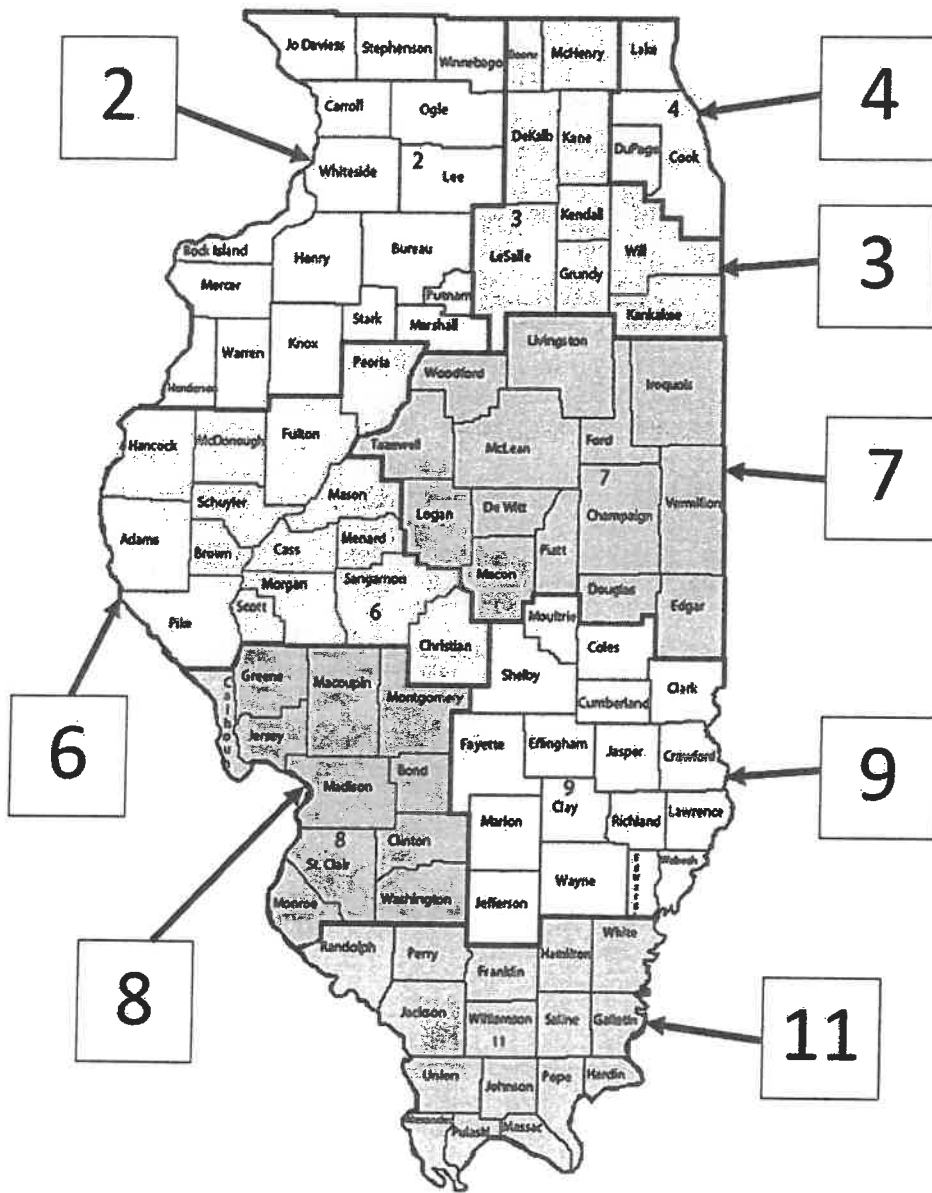 Jo Daviess
Stephenson
Winnebago
Boone
McHenry
Lake
2
4
4
Carroll
Ogle
DeKalb
Kane
DuPage
Cook
Whiteside
2
Lee
3
Kendall
Will
Rock Island
Henry
Bureau
LeSalle
Grundy
3
Mercer
Putnam
Kankakee
Stark
Marshall
Knox
Warren
Henderson
Peoria
Livingston
Woodford
Iroquois
Hancock
McDonough
Fulton
Tazewell
McLean
Ford
7
7
Mason
Schuyler
Logan
De Witt
Champaign
Vermilion
Adams
Brown
Cass
Menard
Piatt
Morgan
Sangamon
Macon
Douglas
Scott
6
Moultrie
Edgar
Pike
Christian
Coles
Shelby
6
Greene
Macoupin
Montgomery
Cumberland
Clark
Calhoun
Jersey
Fayette
Effingham
Jasper
Crawford
9
Madison
Bond
9
Clay
Richland
Lawrence
Marion
8
Clinton
St. Clair
Wayne
Edwards
Wabash
Washington
Jefferson
Monroe
8
Randolph
Perry
Hamilton
White
Franklin
Jackson
Williamson
Saline
Gallatin
11
11
Union
Johnson
Pope
Hardin
Alexander
Pulaski
Massac